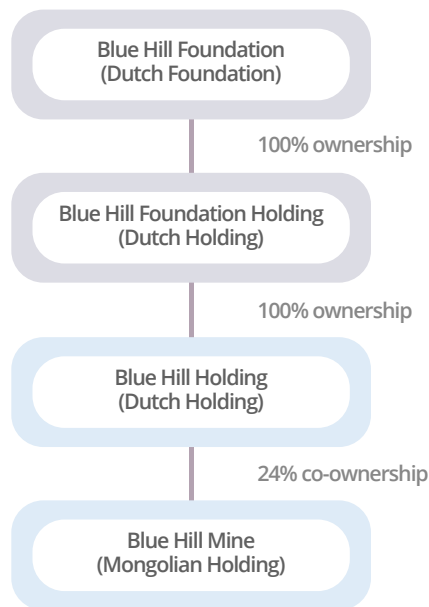 Blue Hill Foundation
(Dutch Foundation)
100% ownership
Blue Hill Foundation Holding
(Dutch Holding)
100% ownership
Blue Hill Holding
(Dutch Holding)
24% co-ownership
Blue Hill Mine
(Mongolian Holding)